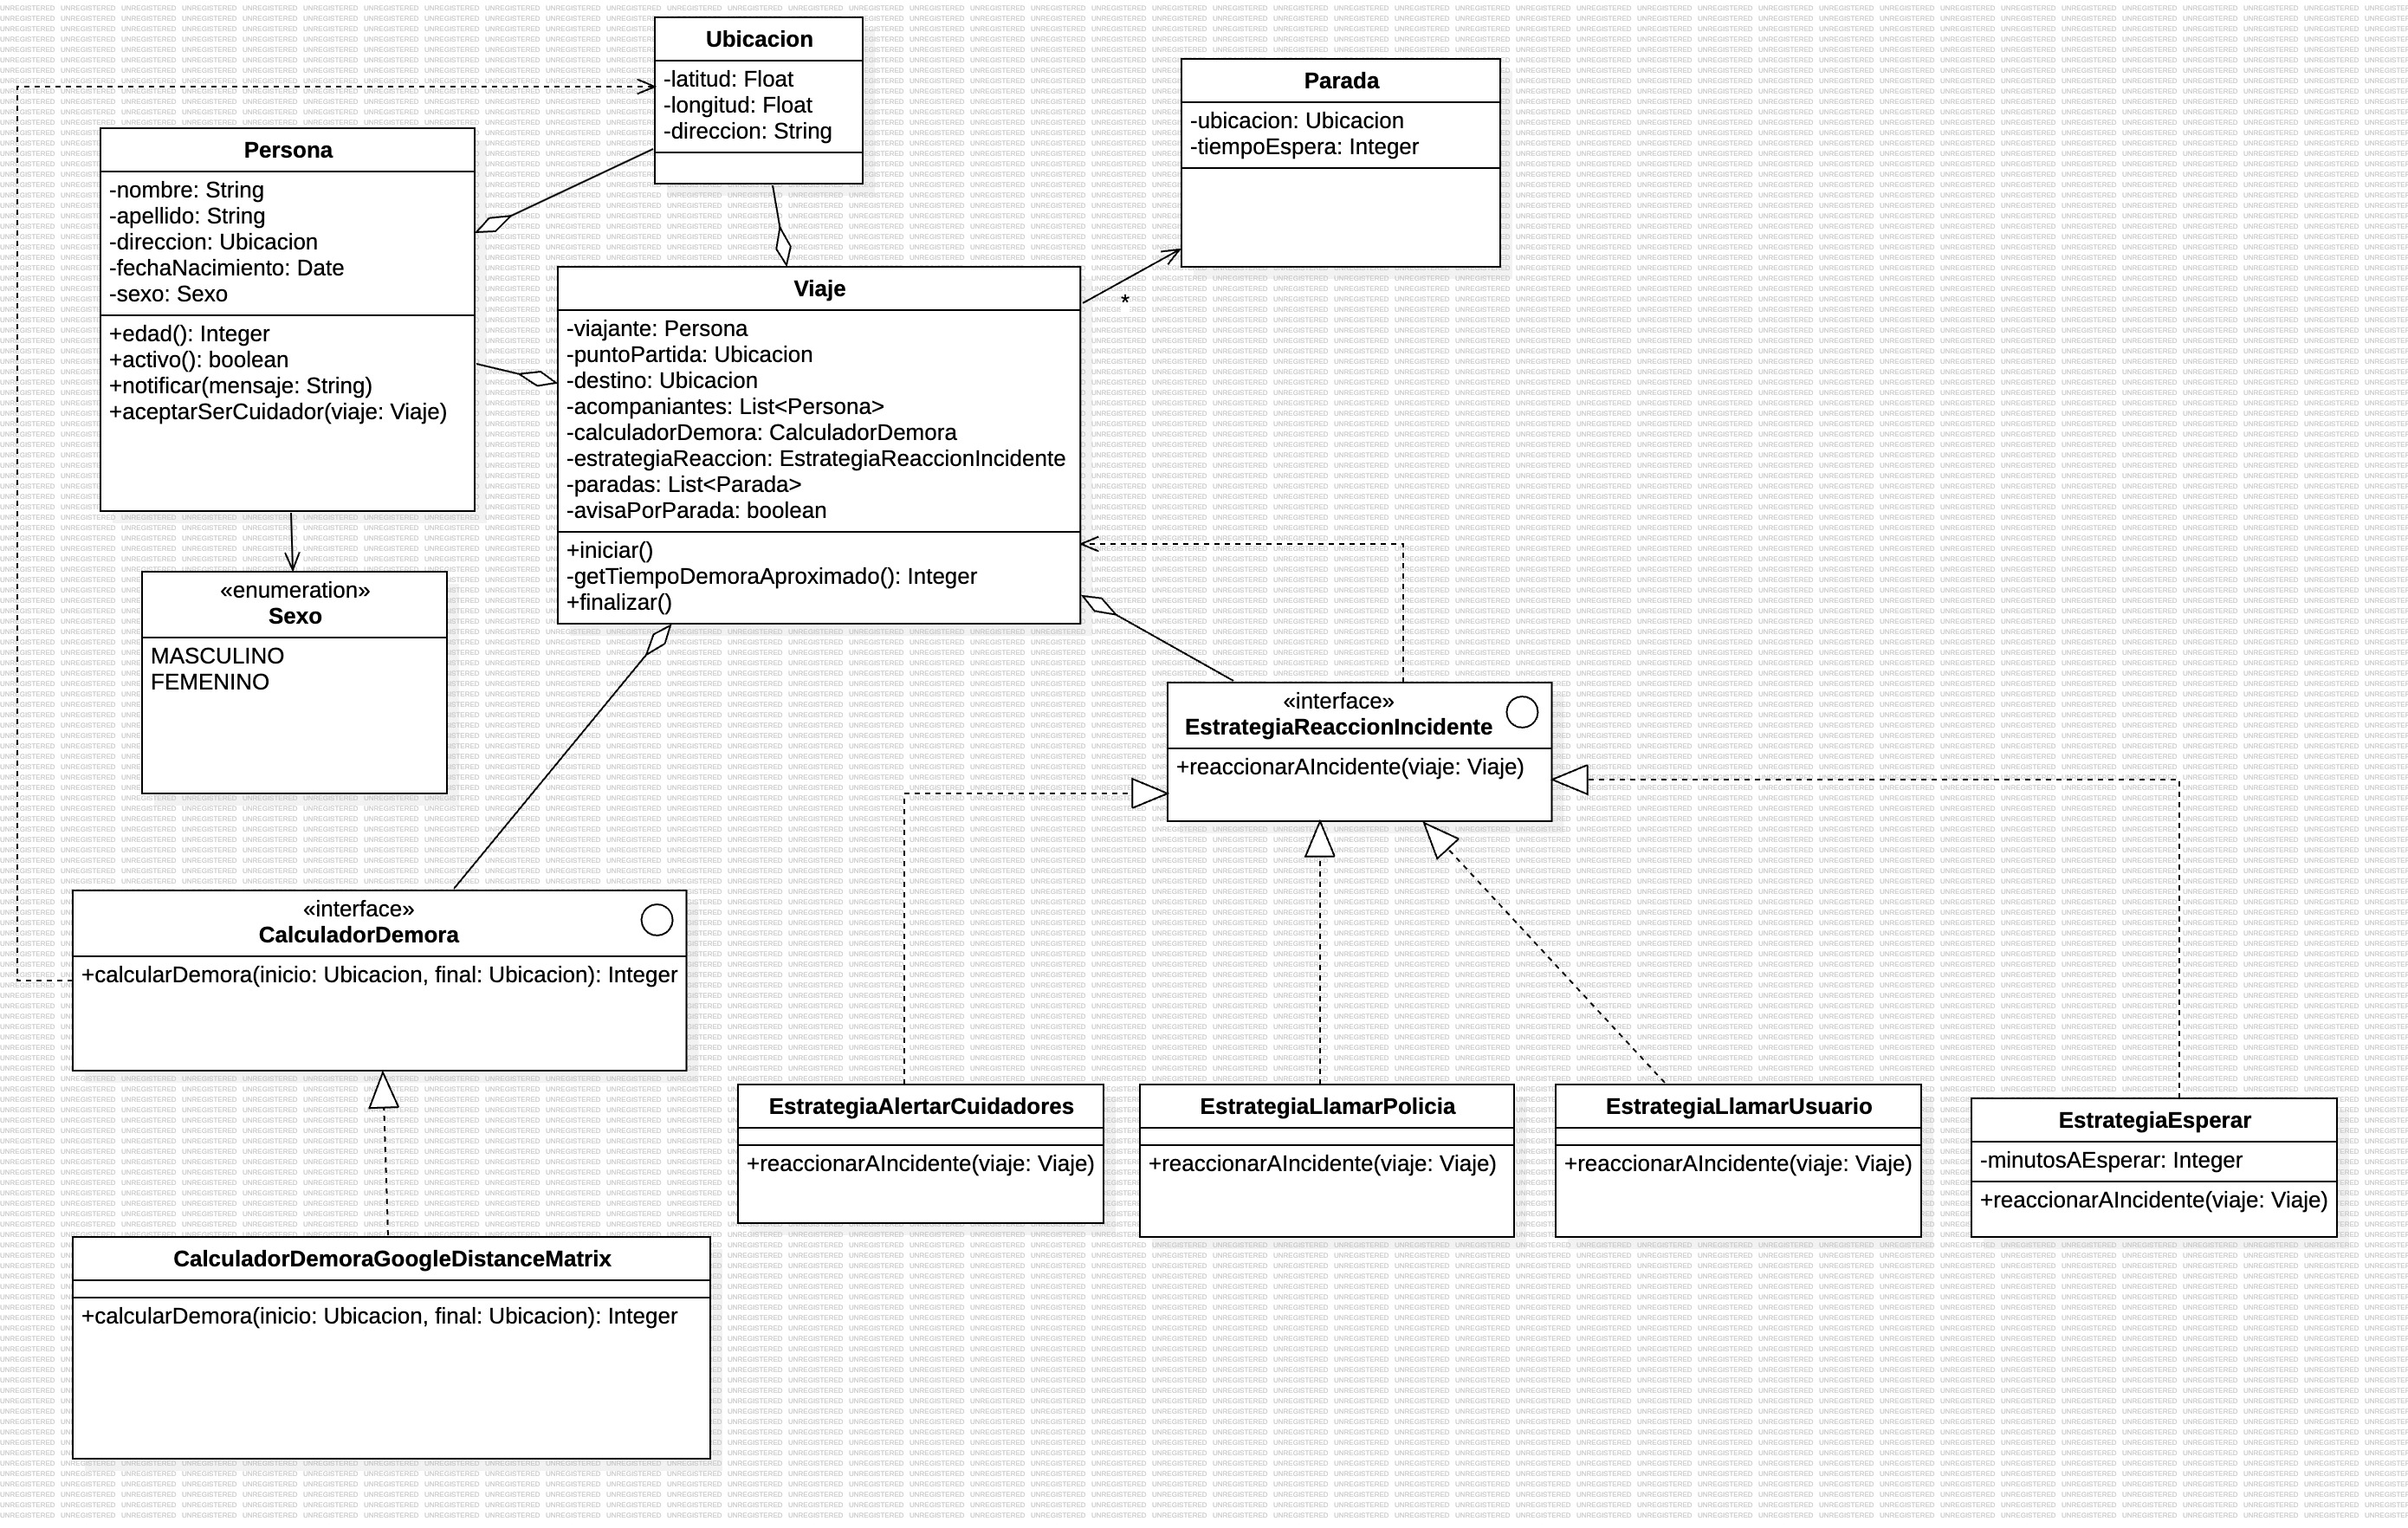 Ubicacion
-latitud: Float
-longitud: Float
-direccion: String
Parada
-ubicacion: Ubicacion
-tiempoEspera: Integer
Persona
-nombre: String
-apellido: String
-direccion: Ubicacion
-fechaNacimiento: Date
-sexo: Sexo
+edad(): Integer
+activo(): boolean
+notificar(mensaje: String)
+aceptarSerCuidador(viaje: Viaje)
Viaje
-viajante: Persona
-puntoPartida: Ubicacion
-destino: Ubicacion
-acompaniantes: List<Persona>
-calculadorDemora: CalculadorDemora
-estrategiaReaccion: EstrategiaReaccionIncidente
-paradas: List<Parada>
-avisaPorParada: boolean
+iniciar()
-getTiempoDemoraAproximado(): Integer
+finalizar()
*
«enumeration»
Sexo
MASCULINO
FEMENINO
«interface»
EstrategiaReaccionIncidente
+reaccionarAIncidente(viaje: Viaje)
«interface»
CalculadorDemora
+calcularDemora(inicio: Ubicacion, final: Ubicacion): Integer
EstrategiaAlertarCuidadores
+reaccionarAIncidente(viaje: Viaje)
EstrategiaLlamarPolicia
+reaccionarAIncidente(viaje: Viaje)
EstrategiaLlamarUsuario
+reaccionarAIncidente(viaje: Viaje)
EstrategiaEsperar
-minutosAEsperar: Integer
+reaccionarAIncidente(viaje: Viaje)
CalculadorDemoraGoogleDistanceMatrix
+calcularDemora(inicio: Ubicacion, final: Ubicacion): Integer
UNREGISTERED